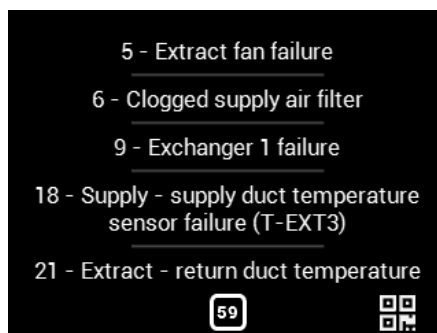 5 - Extract fan failure
6 - Clogged supply air filter
9 - Exchanger 1 failure
18 - Supply - supply duct temperature
sensor failure (T-EXT3)
21 - Extract - return duct temperature
59